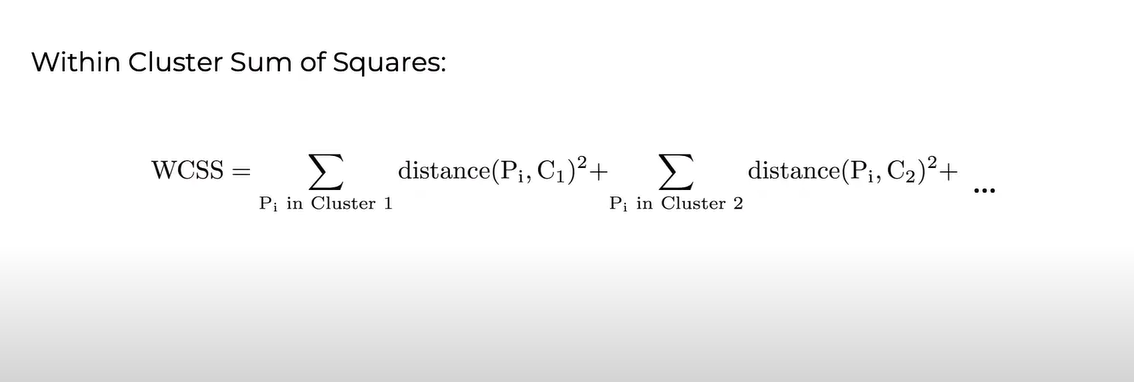 Within Cluster Sum of Squares:
WCSS = ∑ distance(Pᵢ, C₁)² + ∑ distance(Pᵢ, C₂)² + ...
Pᵢ in Cluster 1 Pᵢ in Cluster 2